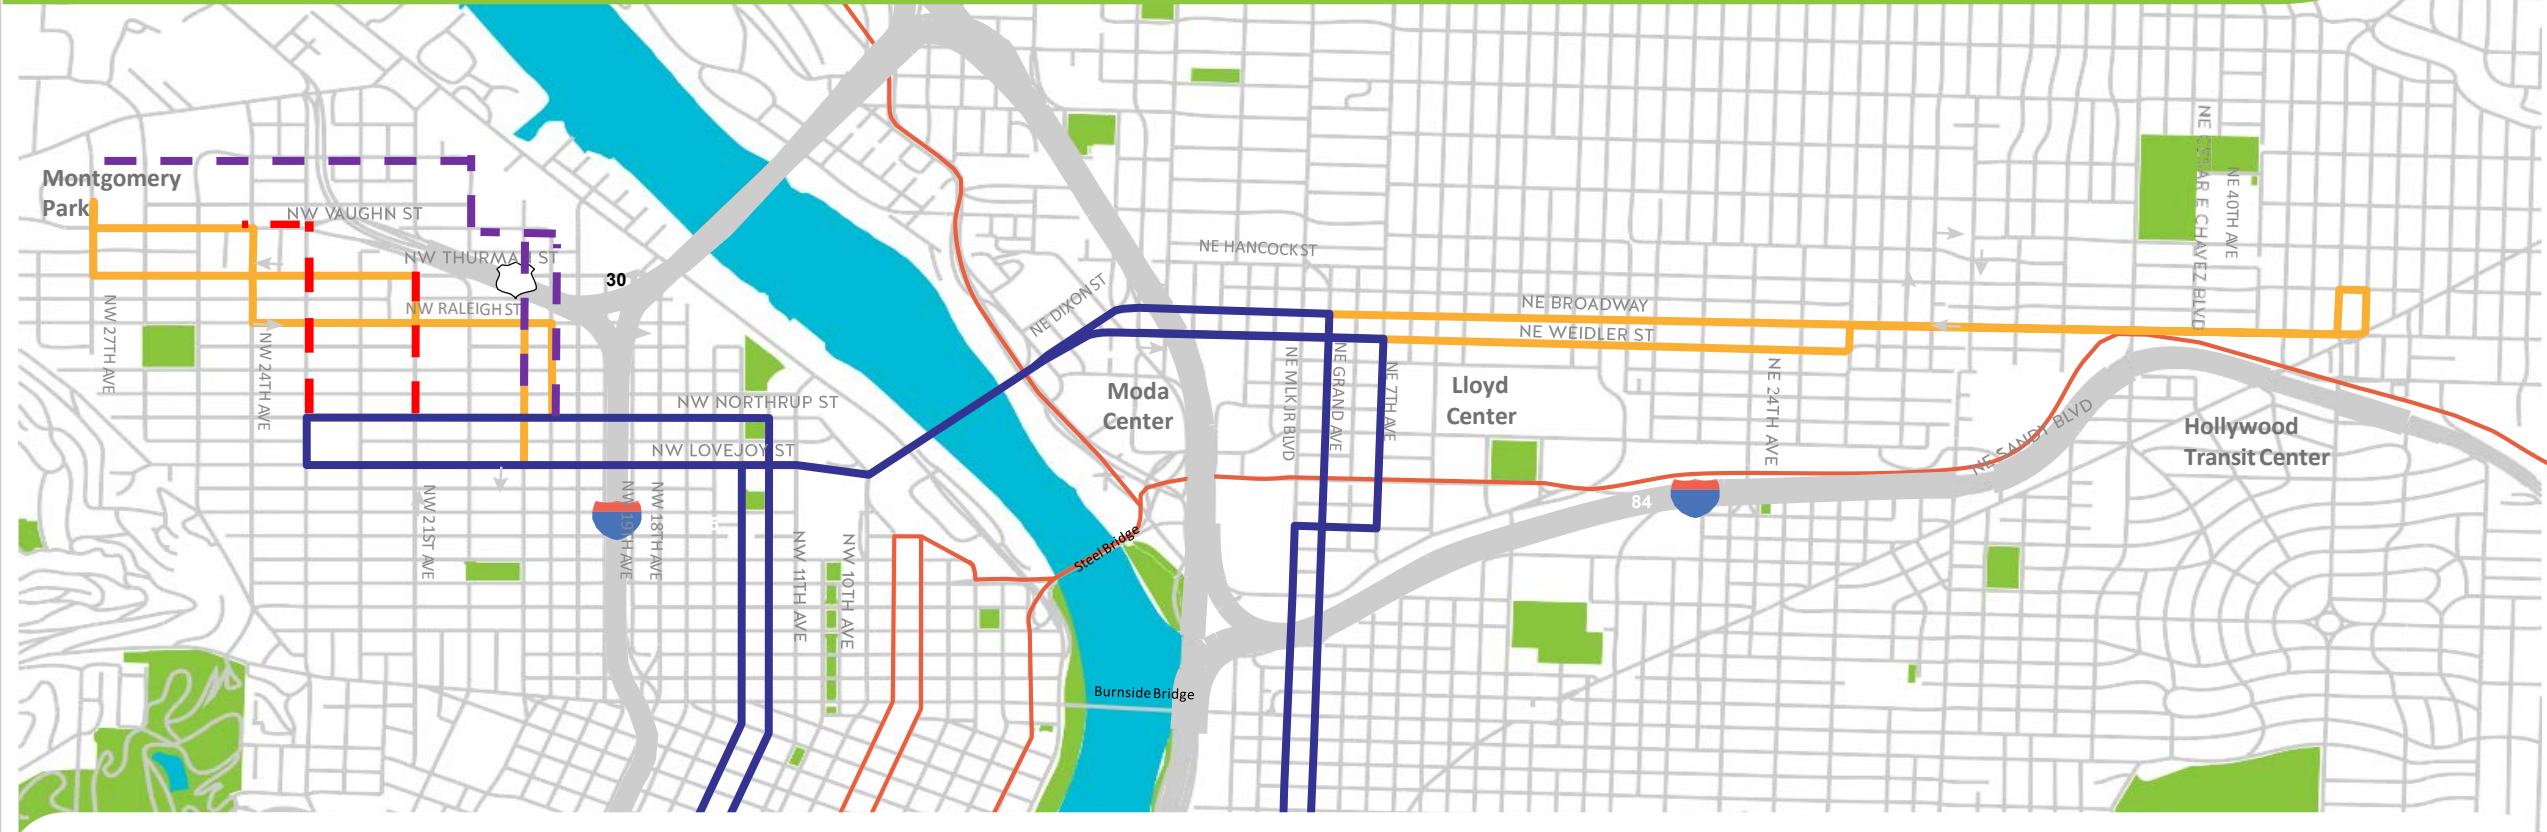 Montgomery
Park
NW VAUGHN ST
NW THURMAN ST
30
NW RALEIGH ST
NW 27TH AVE
NW 24TH AVE
NW NORTHRUP ST
NW LOVEJOY ST
NW 21ST AVE
NW 19TH AVE
NW 18TH AVE
NW 11TH AVE
NW 10TH AVE
Steel Bridge
Burnside Bridge
NE DIXON ST
NE HANCOCK ST
Moda
Center
NE MLK JR BLVD
NE GRAND AVE
NE 7TH AVE
Lloyd
Center
NE BROADWAY
NE WEIDLER ST
NE 24TH AVE
84
NE SANDY BLVD
NE CESAR E CHAVEZ BLVD
NE 40TH AVE
Hollywood
Transit Center